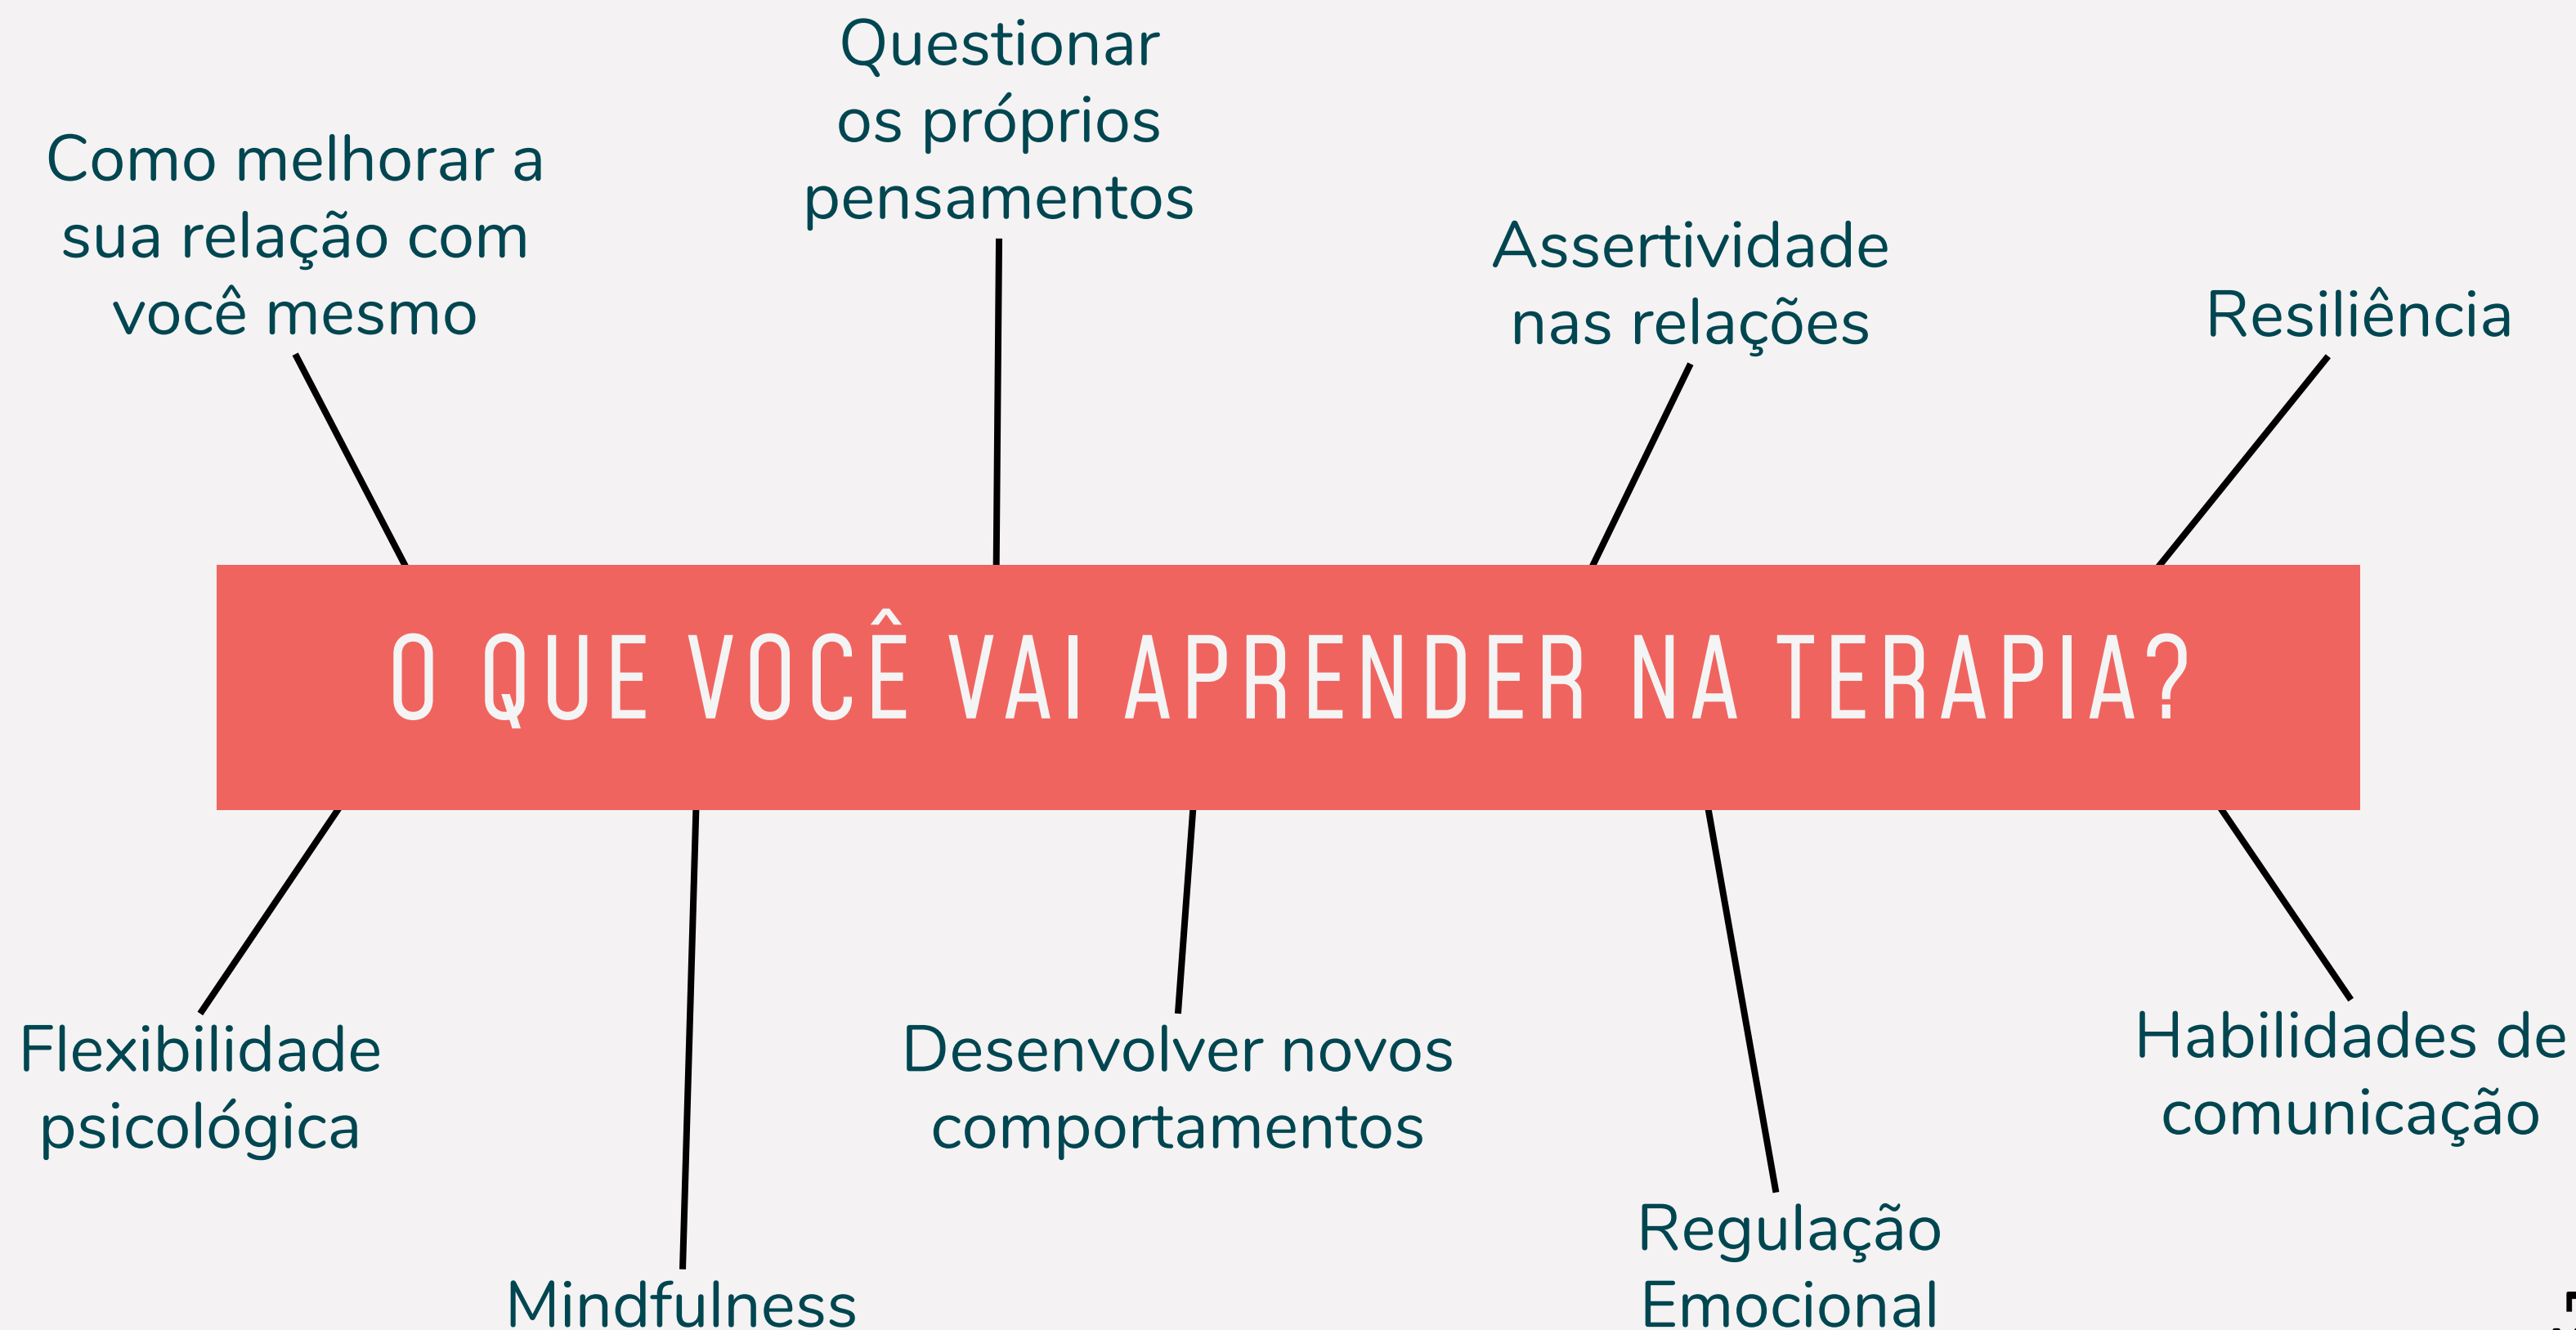 Questionar
os próprios
pensamentos
Como melhorar a
sua relação com
você mesmo
Assertividade
nas relações
Resiliência
O QUE VOCÊ VAI APRENDER NA TERAPIA?
Flexibilidade
psicológica
Mindfulness
Desenvolver novos
comportamentos
Regulação
Emocional
Habilidades de
comunicação